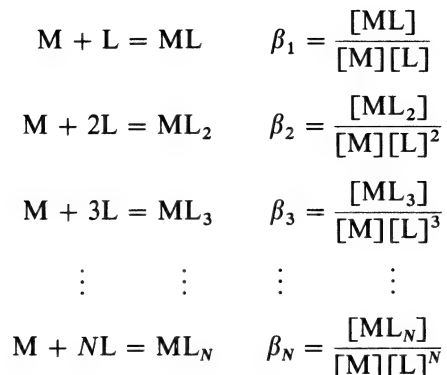 M + L = ML β₁ = [ML] / [M][L]
M + 2L = ML₂ β₂ = [ML₂] / [M][L]²
M + 3L = ML₃ β₃ = [ML₃] / [M][L]³
⋮ ⋮ ⋮ ⋮
M + NL = ML_N β_N = [ML_N] / [M][L]^N